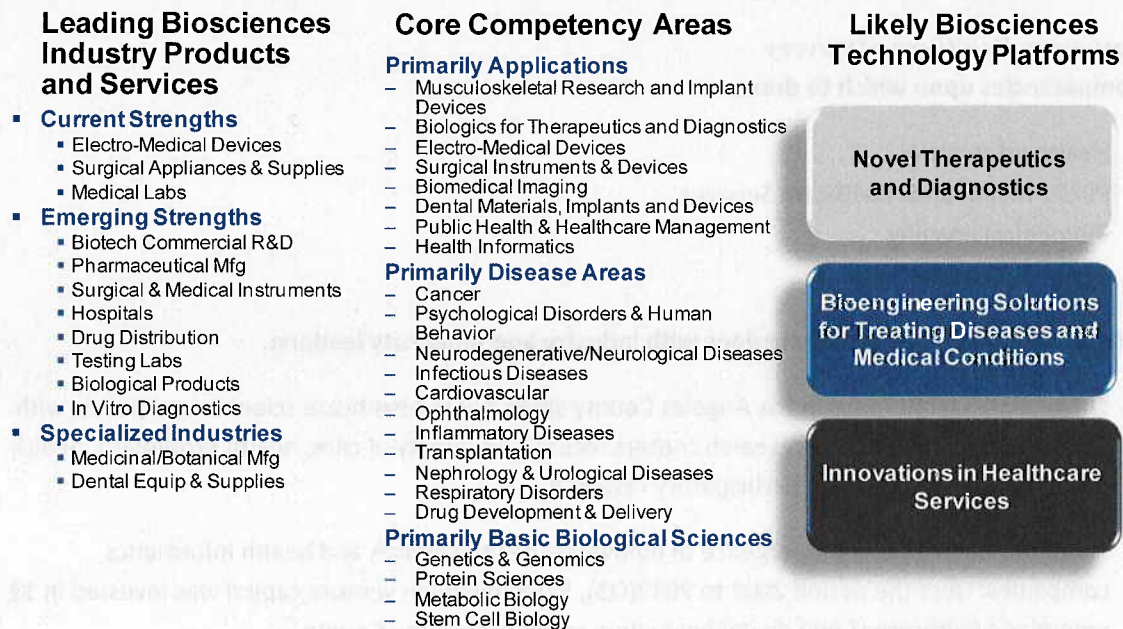 Leading Biosciences
Industry Products
and Services
Current Strengths
Electro-Medical Devices
Surgical Appliances & Supplies
Medical Labs
Emerging Strengths
Biotech Commercial R&D
Pharmaceutical Mfg
Surgical & Medical Instruments
Hospitals
Drug Distribution
Testing Labs
Biological Products
In Vitro Diagnostics
Specialized Industries
Medicinal/Botanical Mfg
Dental Equip & Supplies
Core Competency Areas
Primarily Applications
– Musculoskeletal Research and Implant
Devices
– Biologics for Therapeutics and Diagnostics
– Electro-Medical Devices
– Surgical Instruments & Devices
– Biomedical Imaging
– Dental Materials, Implants and Devices
– Public Health & Healthcare Management
– Health Informatics
Primarily Disease Areas
– Cancer
– Psychological Disorders & Human
Behavior
– Neurodegenerative/Neurological Diseases
– Infectious Diseases
– Cardiovascular
– Ophthalmology
– Inflammatory Diseases
– Transplantation
– Nephrology & Urological Diseases
– Respiratory Disorders
– Drug Development & Delivery
Primarily Basic Biological Sciences
– Genetics & Genomics
– Protein Sciences
– Metabolic Biology
– Stem Cell Biology
Likely Biosciences
Technology Platforms
Novel Therapeutics
and Diagnostics
Bioengineering Solutions
for Treating Diseases and
Medical Conditions
Innovations in Healthcare
Services